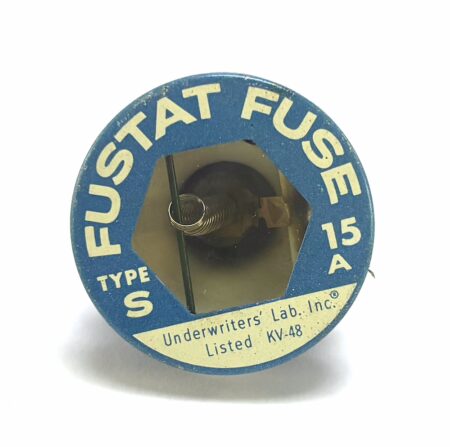 FUSTAT FUSE
TYPE
S
15
A
Underwriters' Lab. Inc.®
Listed KV-48